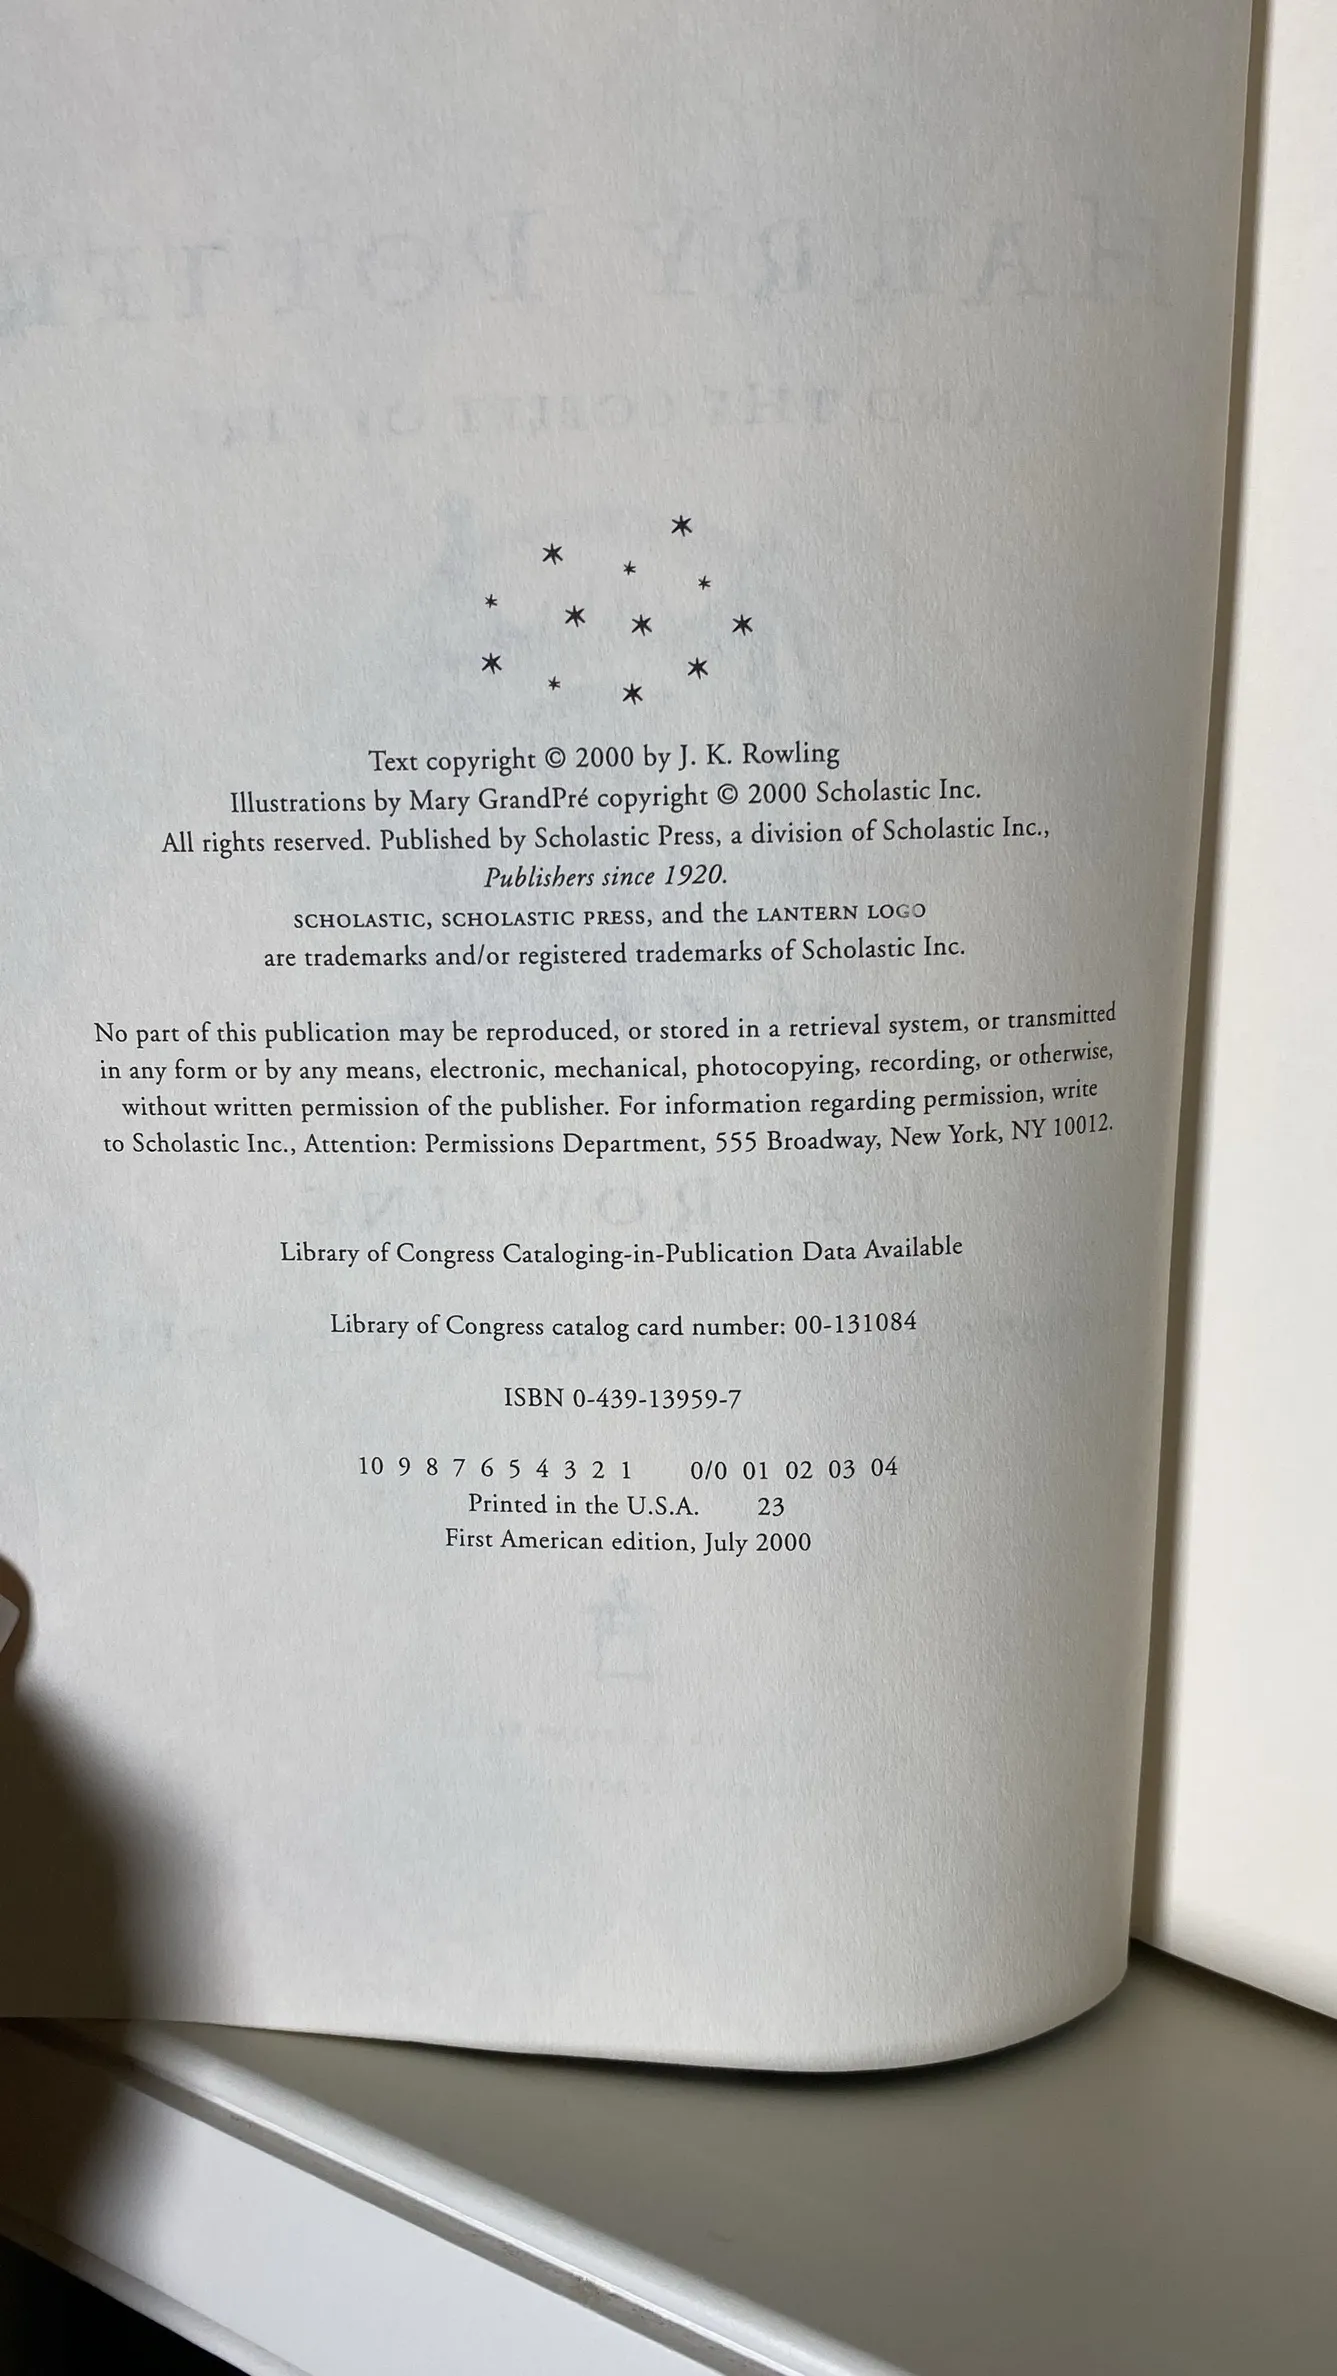 Text copyright © 2000 by J. K. Rowling
Illustrations by Mary GrandPré copyright © 2000 Scholastic Inc.
All rights reserved. Published by Scholastic Press, a division of Scholastic Inc.,
Publishers since 1920.
SCHOLASTIC, SCHOLASTIC PRESS, and the LANTERN LOGO
are trademarks and/or registered trademarks of Scholastic Inc.
No part of this publication may be reproduced, or stored in a retrieval system, or transmitted
in any form or by any means, electronic, mechanical, photocopying, recording, or otherwise,
without written permission of the publisher. For information regarding permission, write
to Scholastic Inc., Attention: Permissions Department, 555 Broadway, New York, NY 10012.
Library of Congress Cataloging-in-Publication Data Available
Library of Congress catalog card number: 00-131084
ISBN 0-439-13959-7
10 9 8 7 6 5 4 3 2 1 0/0 01 02 03 04
Printed in the U.S.A. 23
First American edition, July 2000